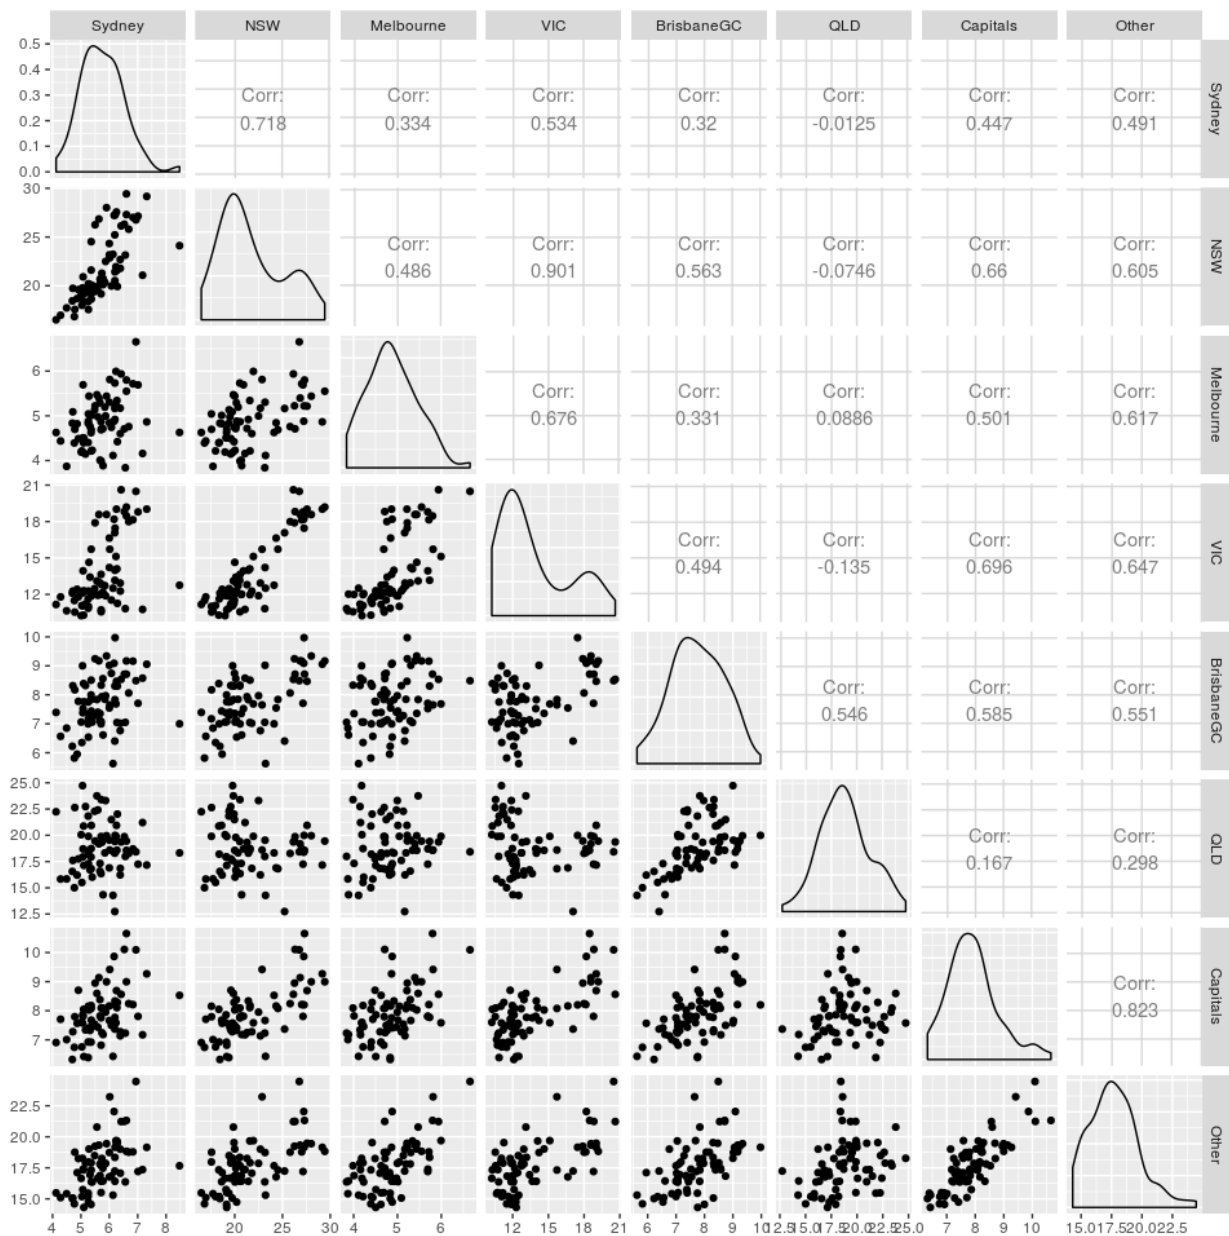 Sydney NSW Melbourne VIC BrisbaneGC QLD Capitals Other
0.5
0.4
0.3
0.2
0.1
0.0
Corr: Corr: Corr: Corr: Corr: Corr: Corr:
0.718 0.334 0.534 0.32 -0.0125 0.447 0.491
Sydney
30
25
20
Corr: Corr: Corr: Corr: Corr: Corr:
0.486 0.901 0.563 -0.0746 0.66 0.605
NSW
6
5
4
Corr: Corr: Corr: Corr: Corr:
0.676 0.331 0.0886 0.501 0.617
Melbourne
21
18
15
12
Corr: Corr: Corr: Corr:
0.494 -0.135 0.696 0.647
VIC
10
9
8
7
6
Corr: Corr: Corr:
0.546 0.585 0.551
BrisbaneGC
25.0
22.5
20.0
17.5
15.0
12.5
Corr: Corr:
0.167 0.298
QLD
10
9
8
7
Corr:
0.823
Capitals
22.5
20.0
17.5
15.0
Other
4 5 6 7 8 20 25 30 4 5 6 12 15 18 21 6 7 8 9 10 12.5 15.0 17.5 20.0 22.5 25.0 7 8 9 10 15.0 17.5 20.0 22.5